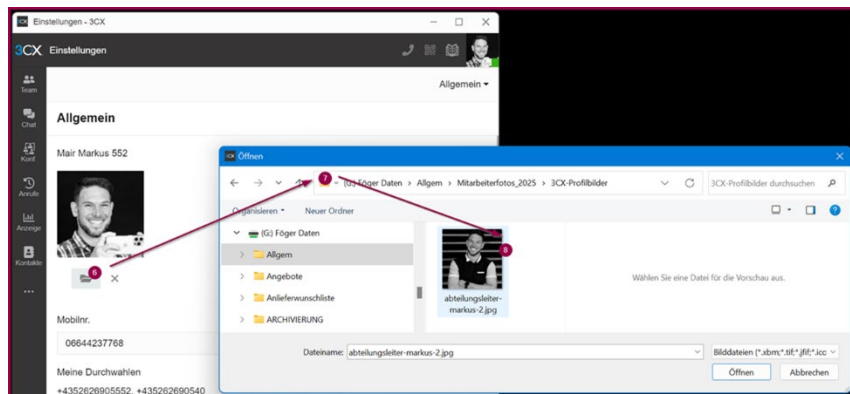 Einstellungen - 3CX
3CX Einstellungen
Team
Chat
Konf
Anrufe
Anzeige
Kontakte
Allgemein
Allgemein
Mair Markus 552
6
Mobilnr.
06644237768
Meine Durchwahlen
+4352626905552, +435262690540
Öffnen
7
(G:) Föger Daten > Allgem > Mitarbeiterfotos_2025 > 3CX-Profilbilder
3CX-Profilbilder durchsuchen
Organisieren
Neuer Ordner
(G:) Föger Daten
Allgem
Angebote
Anlieferwunschliste
ARCHIVIERUNG
8
abteilungsleiter-
markus-2.jpg
Wählen Sie eine Datei für die Vorschau aus.
Dateiname: abteilungsleiter-markus-2.jpg
Bilddateien (*.xbm;*.tif;*.jfif;*.icc
Öffnen
Abbrechen